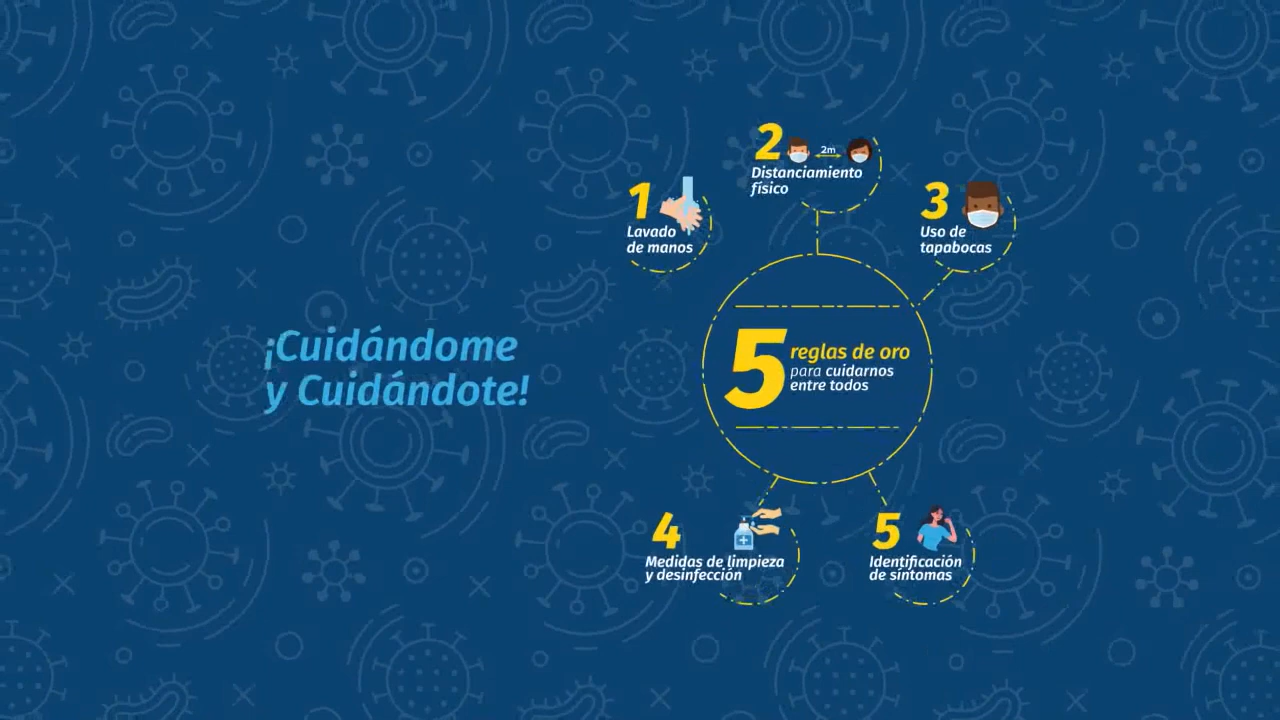 ¡Cuidándome
y Cuidándote!
1
Lavado
de manos
2
2m
Distanciamiento
físico
3
Uso de
tapabocas
5
reglas de oro
para cuidarnos
entre todos
4
Medidas de limpieza
y desinfección
5
Identificación
de síntomas